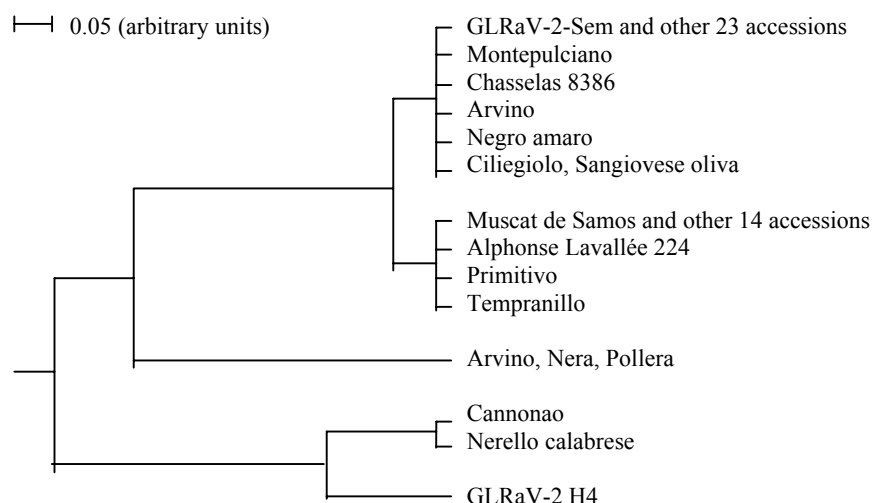 0.05 (arbitrary units)
GLRaV-2-Sem and other 23 accessions
Montepulciano
Chasselas 8386
Arvino
Negro amaro
Ciliegiolo, Sangiovese oliva
Muscat de Samos and other 14 accessions
Alphonse Lavallée 224
Primitivo
Tempranillo
Arvino, Nera, Pollera
Cannonao
Nerello calabrese
GLRaV-2 H4